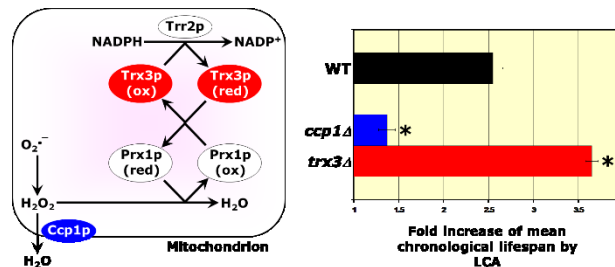 Trr2p
NADPH
NADP⁺
Trx3p
(ox)
Trx3p
(red)
O₂·⁻
Prx1p
(red)
Prx1p
(ox)
H₂O₂
H₂O
Ccp1p
Mitochondrion
H₂O
WT
ccp1Δ
*
trx3Δ
*
1 1.5 2 2.5 3 3.5
Fold increase of mean
chronological lifespan by
LCA